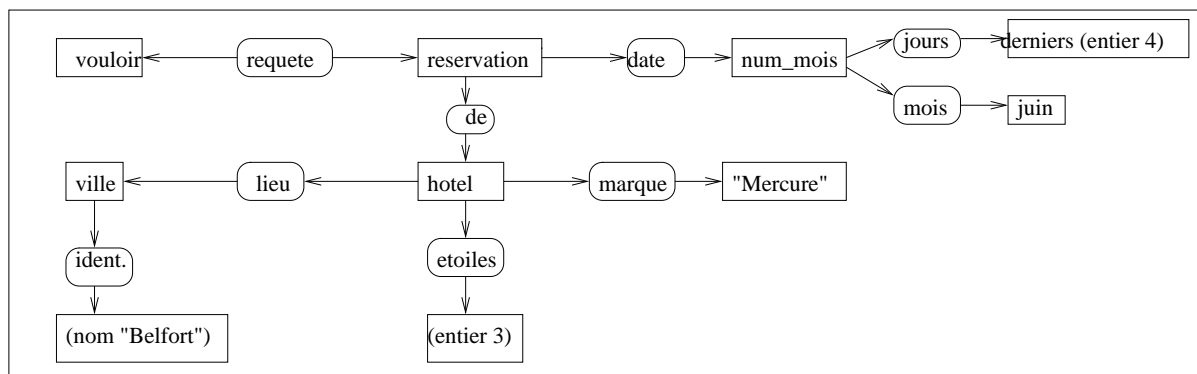 vouloir requete reservation date num_mois jours derniers (entier 4)
mois juin
de
ville lieu hotel marque "Mercure"
ident. etoiles
(nom "Belfort") (entier 3)